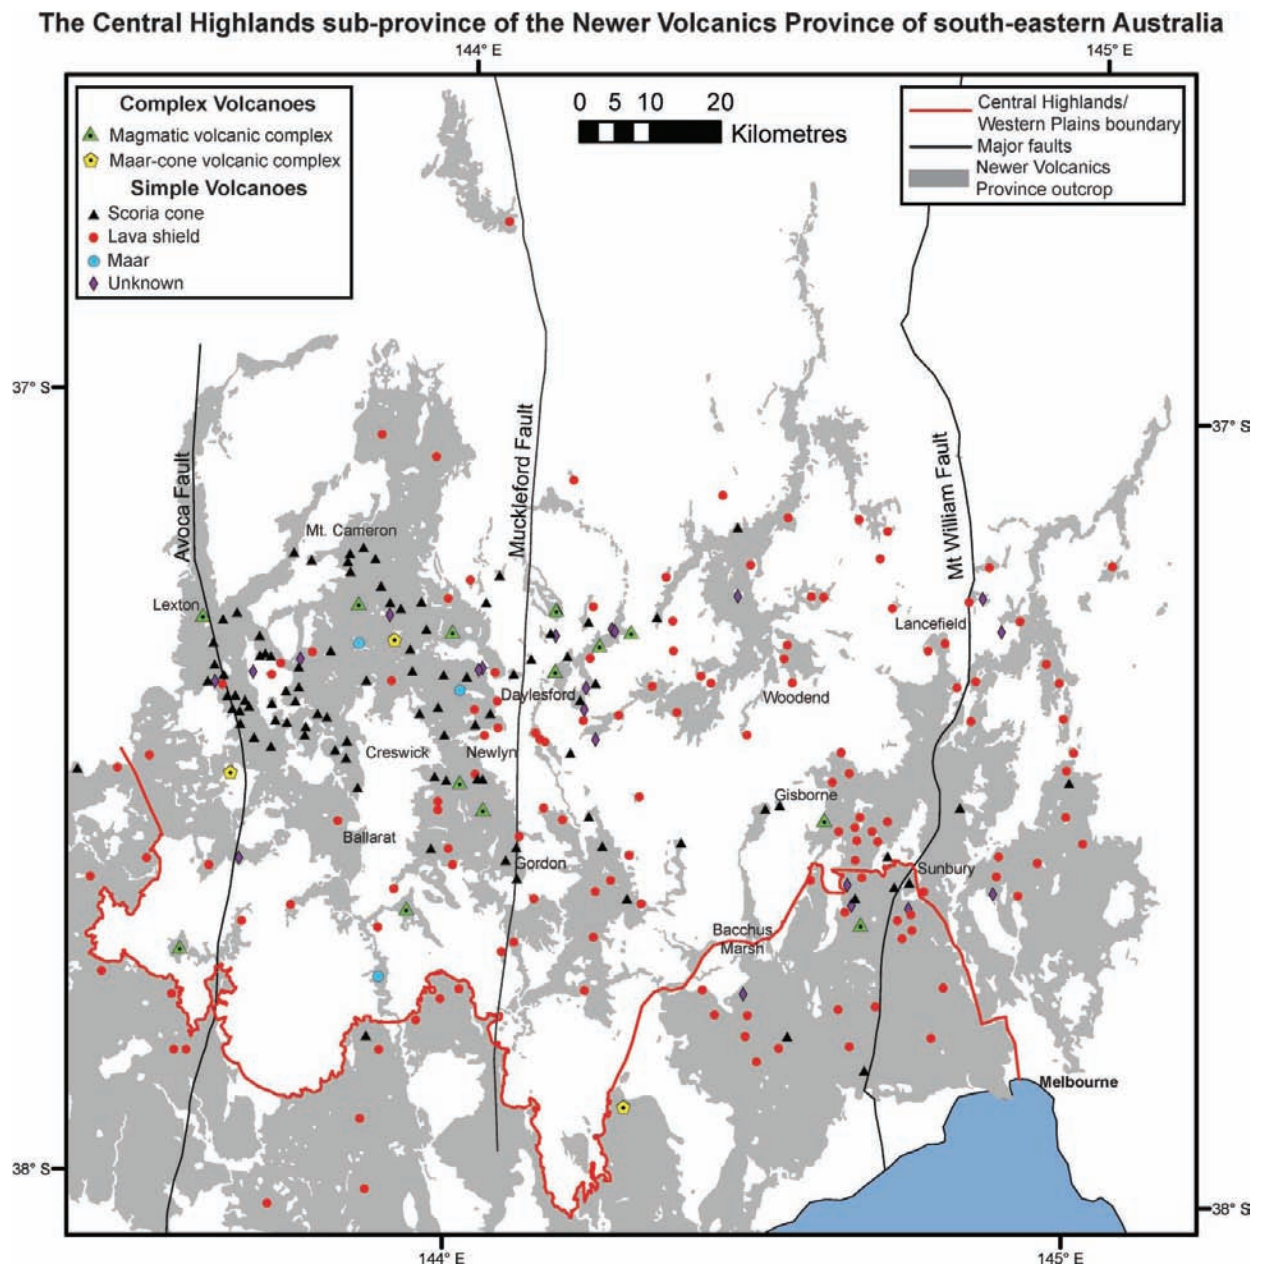 The Central Highlands sub-province of the Newer Volcanics Province of south-eastern Australia
144° E
145° E
Complex Volcanoes
Magmatic volcanic complex
Maar-cone volcanic complex
Simple Volcanoes
Scoria cone
Lava shield
Maar
Unknown
0 5 10 20
Kilometres
Central Highlands/
Western Plains boundary
Major faults
Newer Volcanics
Province outcrop
37° S
37° S
Avoca Fault
Muckleford Fault
Mt William Fault
Mt. Cameron
Lexton
Lancefield
Daylesford
Woodend
Creswick
Newlyn
Gisborne
Ballarat
Gordon
Sunbury
Bacchus
Marsh
Melbourne
38° S
38° S
144° E
145° E